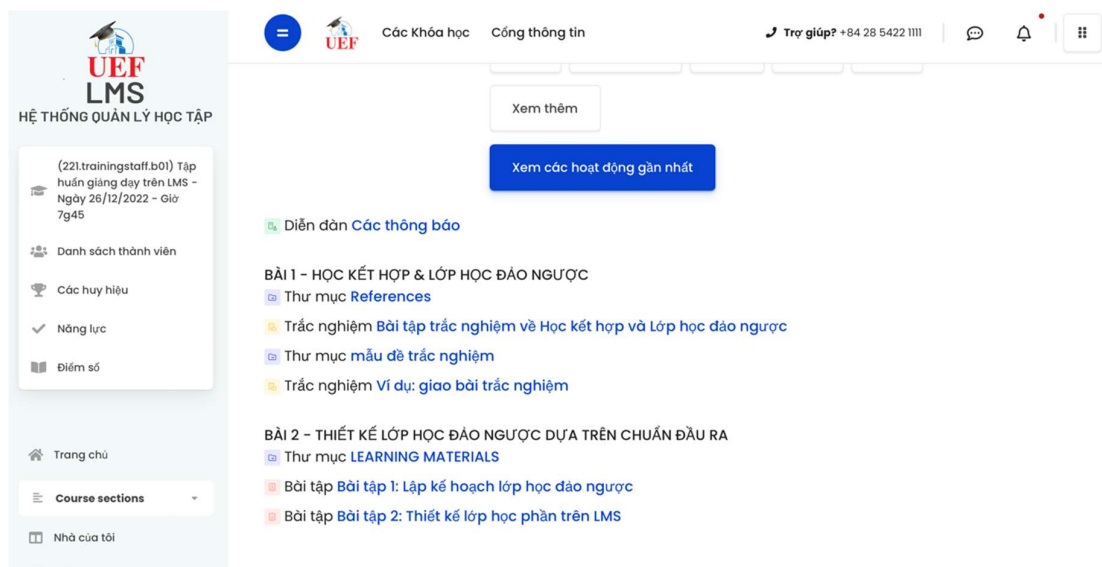 UEF
LMS
HỆ THỐNG QUẢN LÝ HỌC TẬP
(221.trainingstaff.b01) Tập
huấn giảng dạy trên LMS -
Ngày 26/12/2022 - Giờ
7g45
Danh sách thành viên
Các huy hiệu
Năng lực
Điểm số
Trang chủ
Course sections
Nhà của tôi
UEF
Các Khóa học
Cổng thông tin
Trợ giúp? +84 28 5422 1111
Xem thêm
Xem các hoạt động gần nhất
Diễn đàn Các thông báo
BÀI 1 - HỌC KẾT HỢP & LỚP HỌC ĐẢO NGƯỢC
Thư mục References
Trắc nghiệm Bài tập trắc nghiệm về Học kết hợp và Lớp học đảo ngược
Thư mục mẫu đề trắc nghiệm
Trắc nghiệm Ví dụ: giao bài trắc nghiệm
BÀI 2 - THIẾT KẾ LỚP HỌC ĐẢO NGƯỢC DỰA TRÊN CHUẨN ĐẦU RA
Thư mục LEARNING MATERIALS
Bài tập Bài tập 1: Lập kế hoạch lớp học đảo ngược
Bài tập Bài tập 2: Thiết kế lớp học phần trên LMS